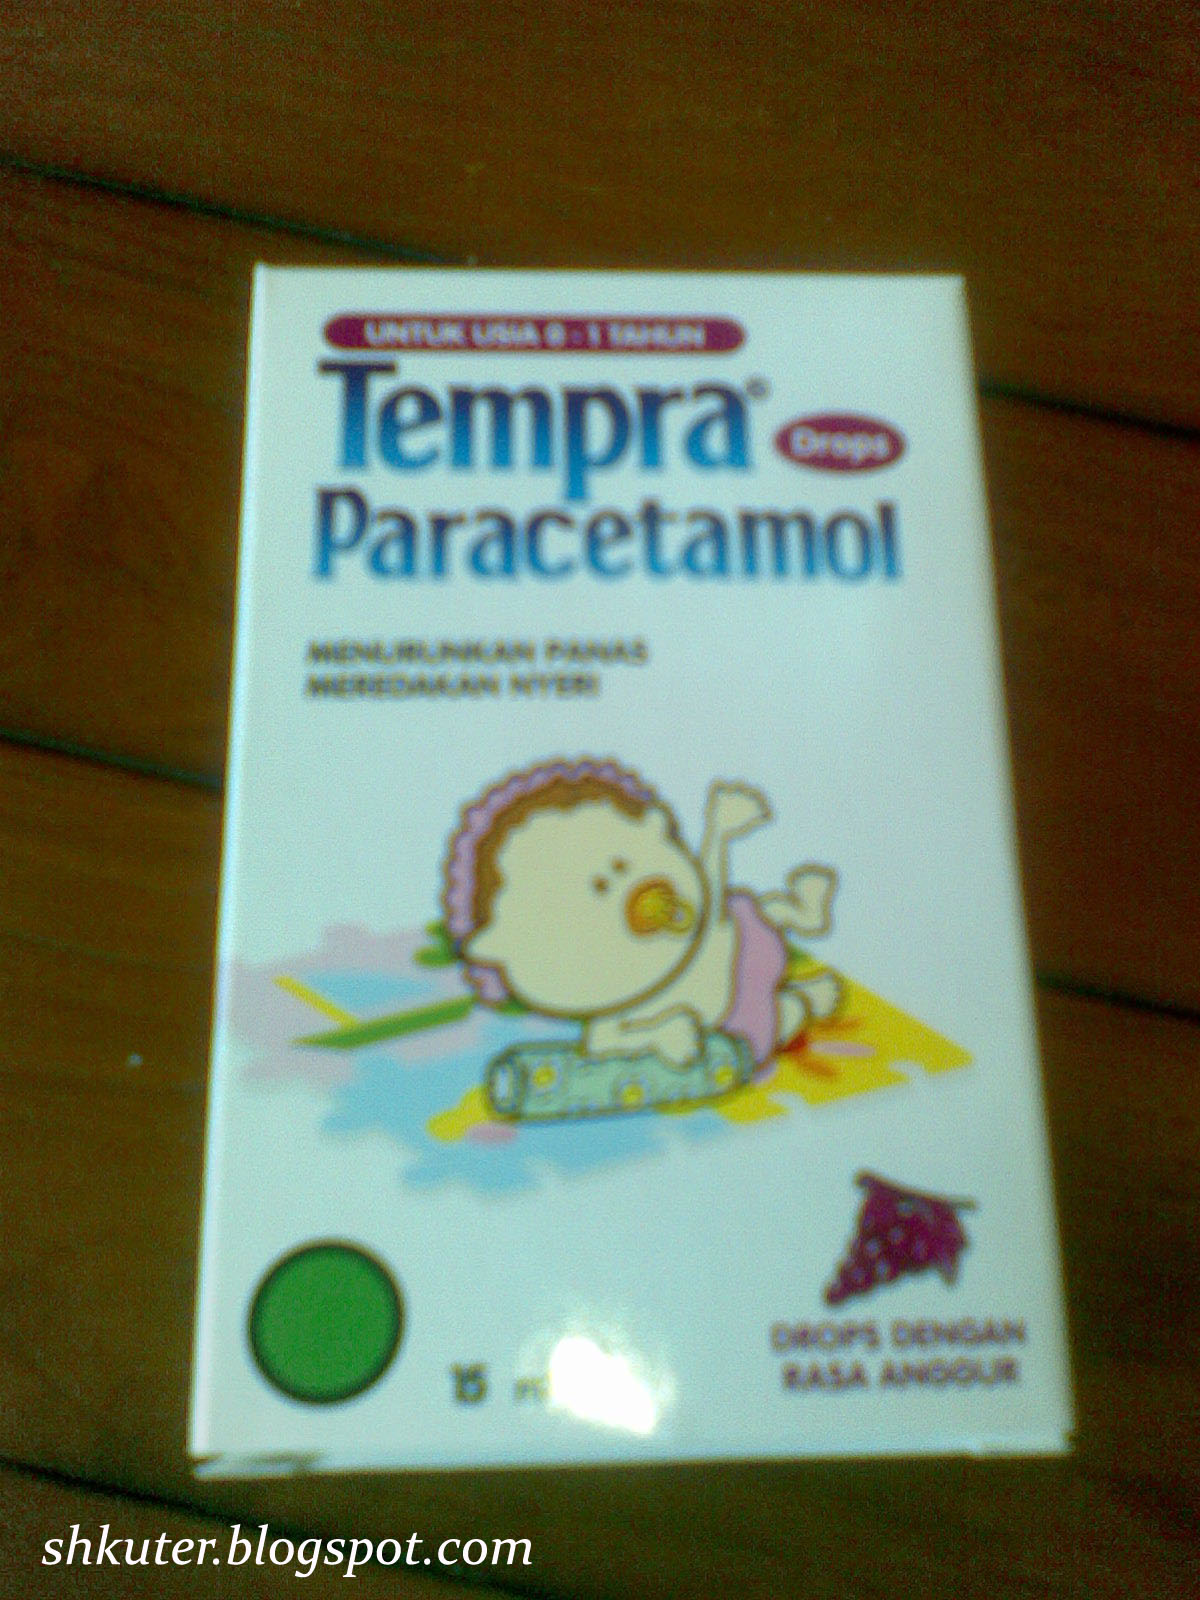 UNTUK USIA 0 - 1 TAHUN
Tempra®
Drops
Paracetamol
MENURUNKAN PANAS
MEREDAKAN NYERI
15
DROPS DENGAN
RASA ANGGUR
shkuter.blogspot.com